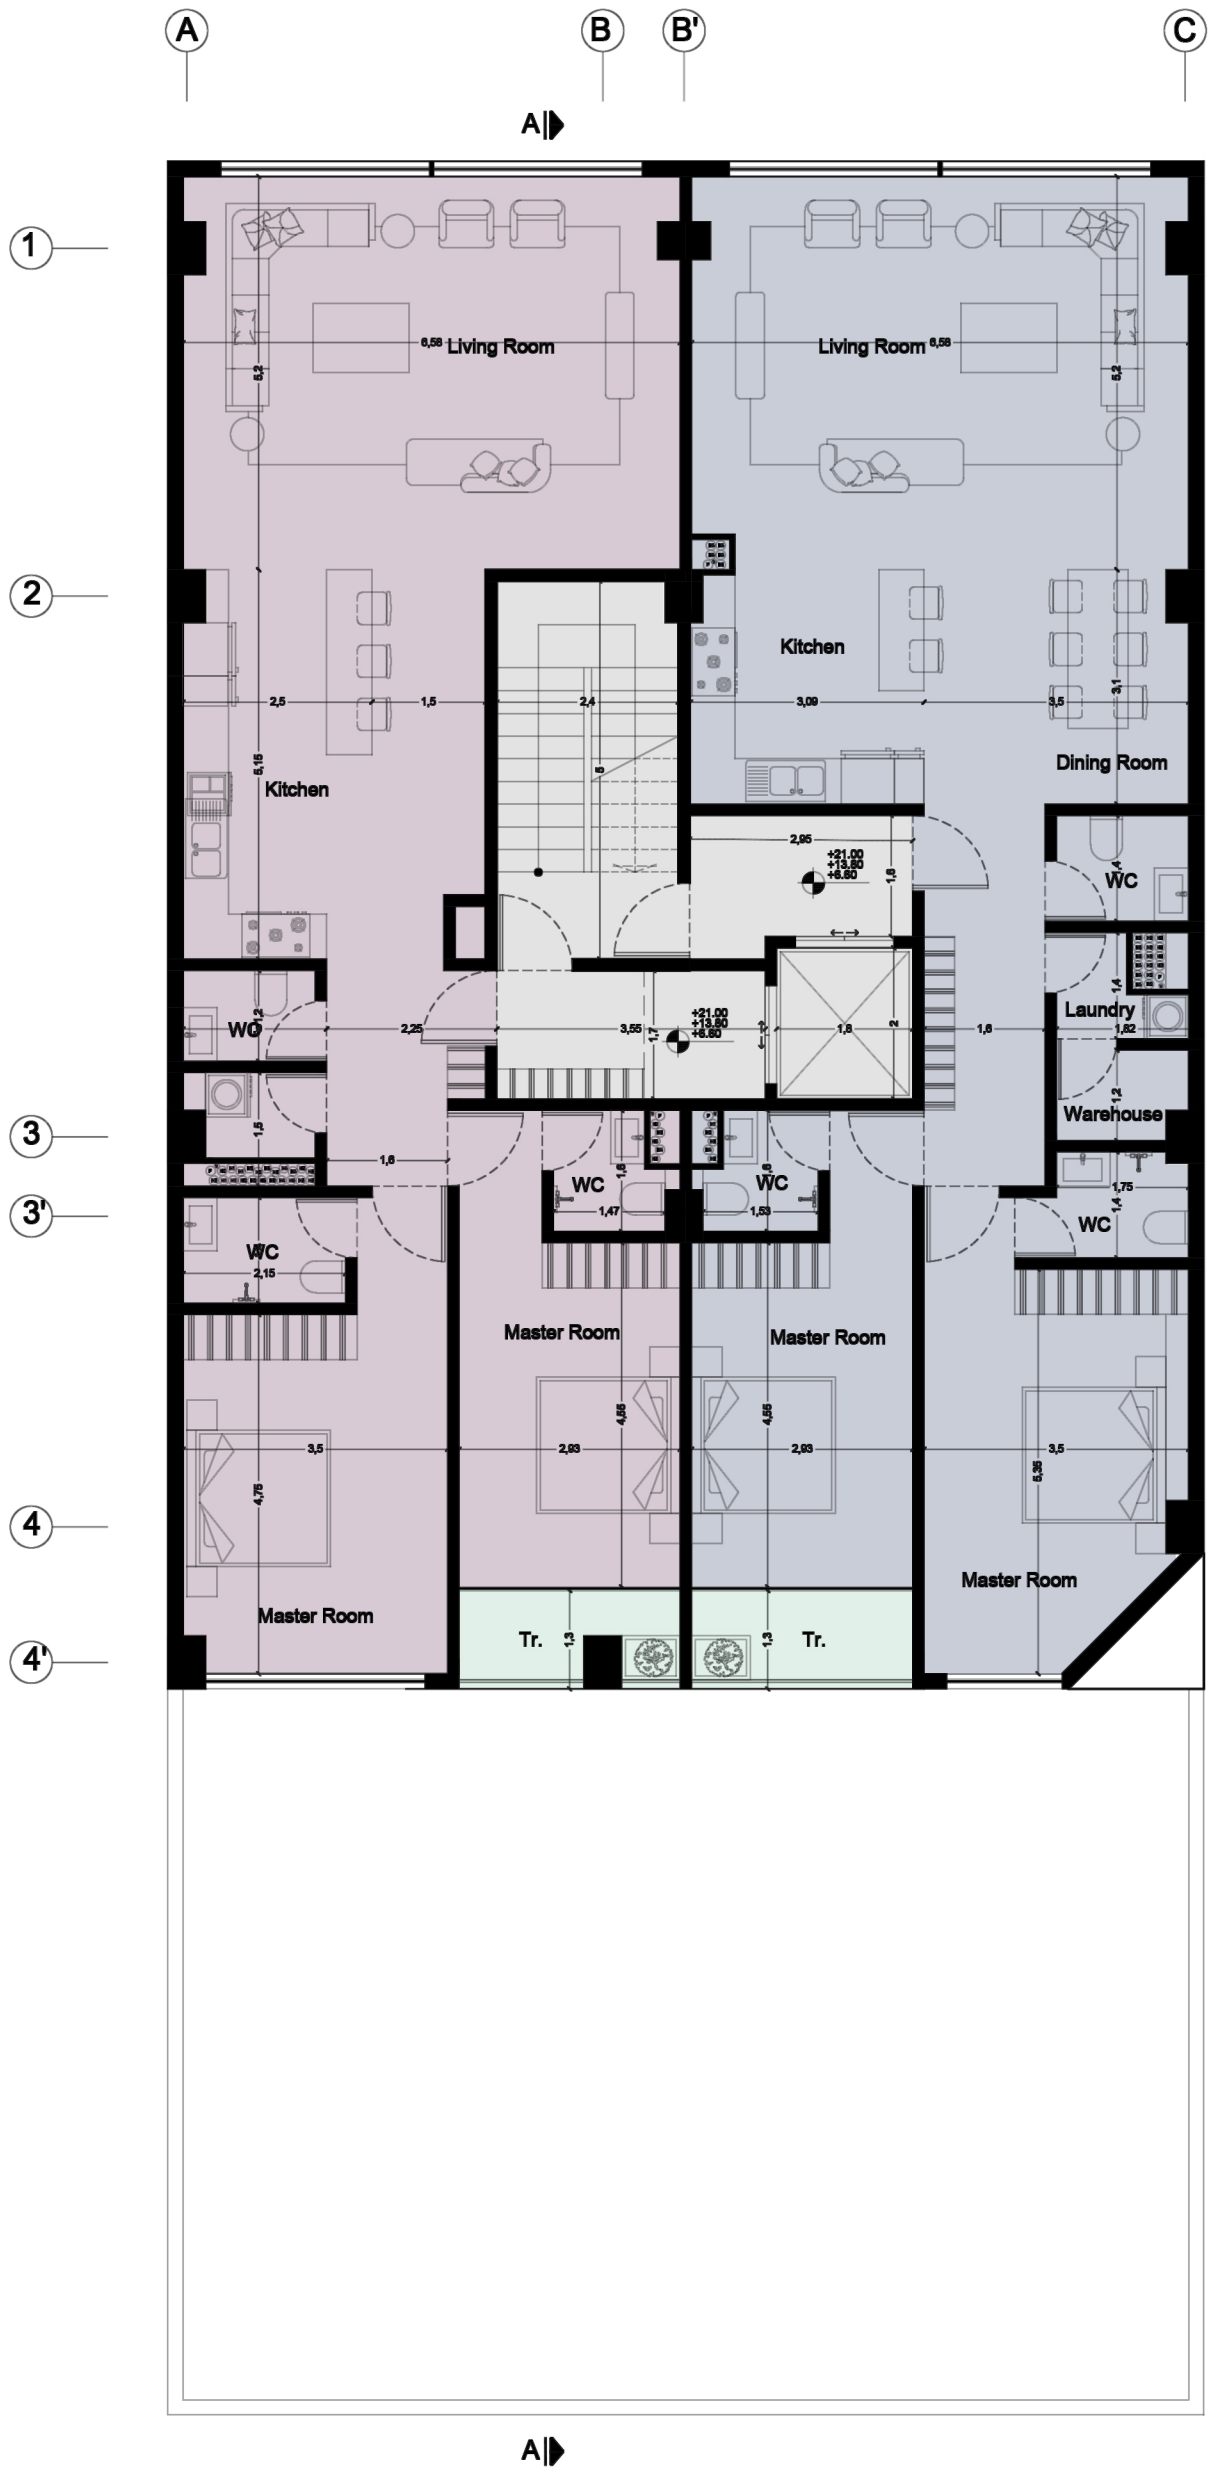 A B B' C
A
1
Living Room 6,58
5,2
Living Room 6,58
5,2
2
Kitchen
2,5 1,5 2,4 3,09 3,5
3,1
5,15
5
Kitchen
Dining Room
2,95
+21.00
+13.80
+6.60
1,6
1,4
WC
1,2
WC
2,25 3,55
1,7
+21.00
+13.80
+6.60
1,8
2
1,6
1,4
Laundry
1,82
1,5
1,2
Warehouse
3
1,6
1,6
WC
1,47
1,6
WC
1,53
1,75
1,4
WC
3'
WC
2,15
Master Room
Master Room
3,5
4,75
2,93
4,55
2,93
4,55
3,5
5,35
4
Master Room
Master Room
Tr.
1,3
Tr.
1,3
4'
A